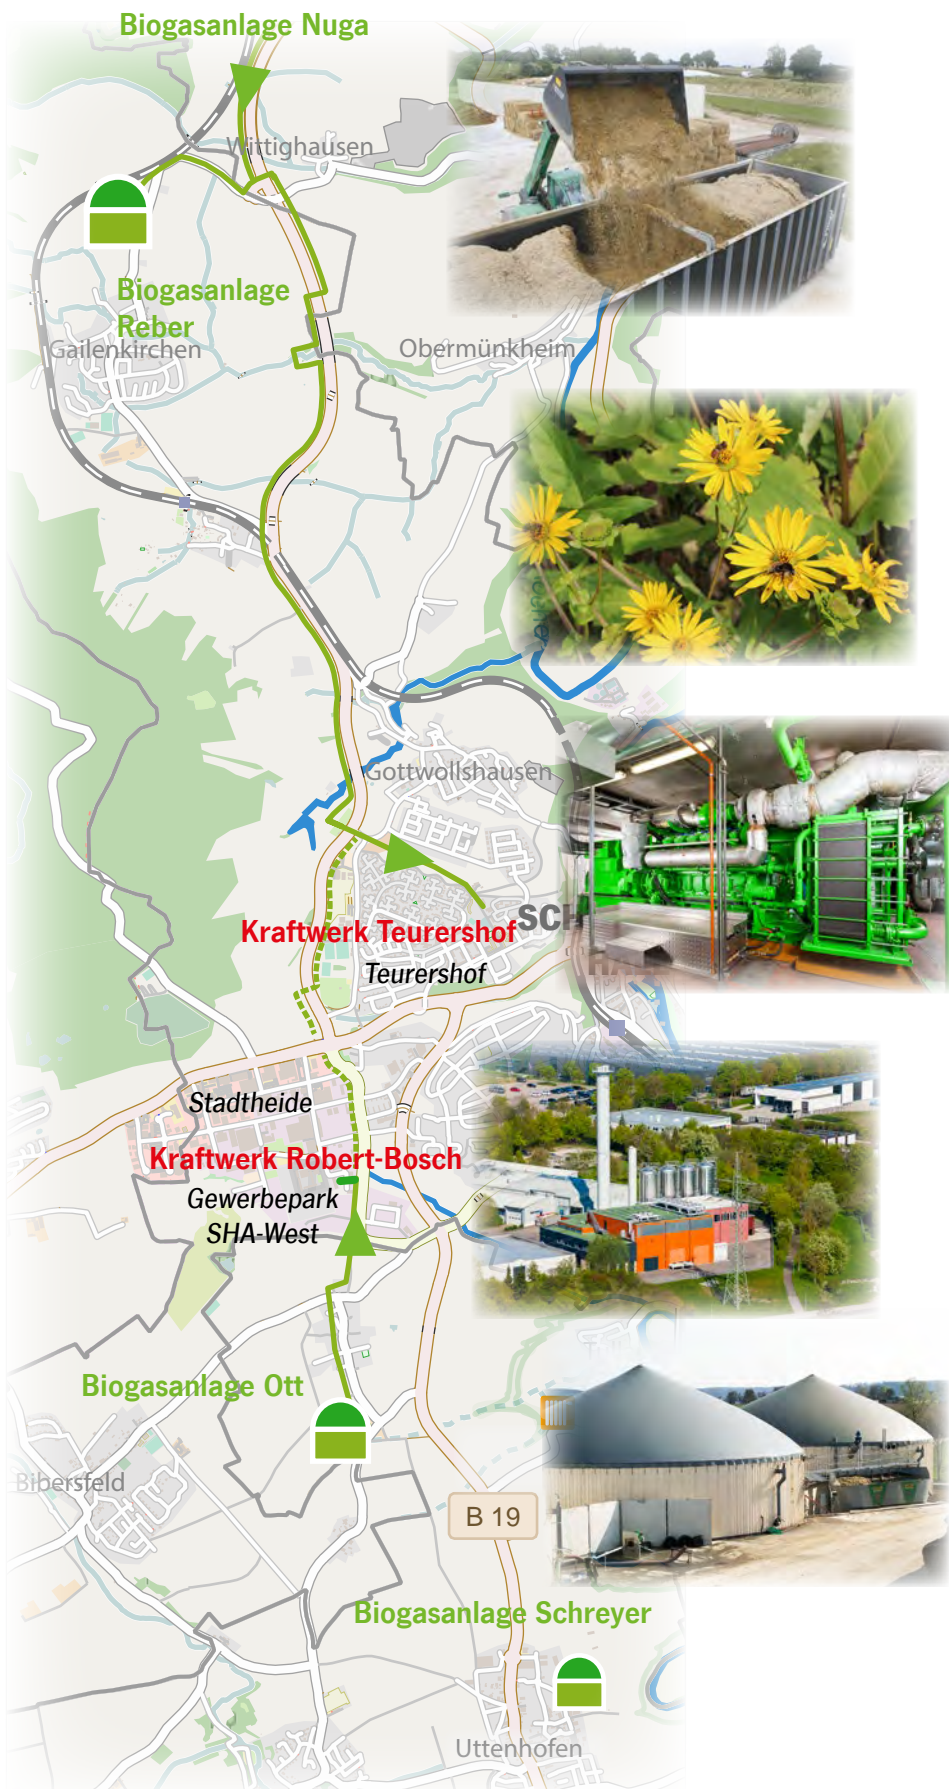 Biogasanlage Nuga
Wittighausen
Biogasanlage
Reber
Gailenkirchen
Obermünkheim
Gottwollshausen
Kraftwerk Teurershof
SCH
Teurershof
Stadtheide
Kraftwerk Robert-Bosch
Gewerbepark
SHA-West
Biogasanlage Ott
Bibersfeld
B 19
Biogasanlage Schreyer
Uttenhofen